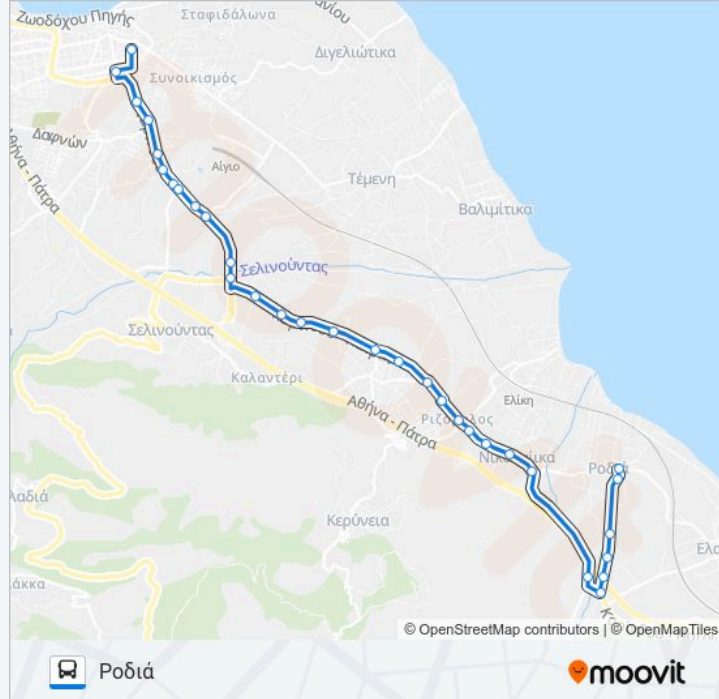 Ζωοδόχου Πηγής
Σταφιδάλωνα
Διγελιώτικα
Συνοικισμός
Δαφνών
Αίγιο
Τέμενη
Αθήνα - Πάτρα
Βαλιμίτικα
Σελινούντας
Σελινούντας
Καλαντέρι
Αθήνα - Πάτρα
Ελίκη
Ριζόμυλος
Ροδιά
Κερύνεια
© OpenStreetMap contributors | © OpenMapTiles
Ροδιά
moovit